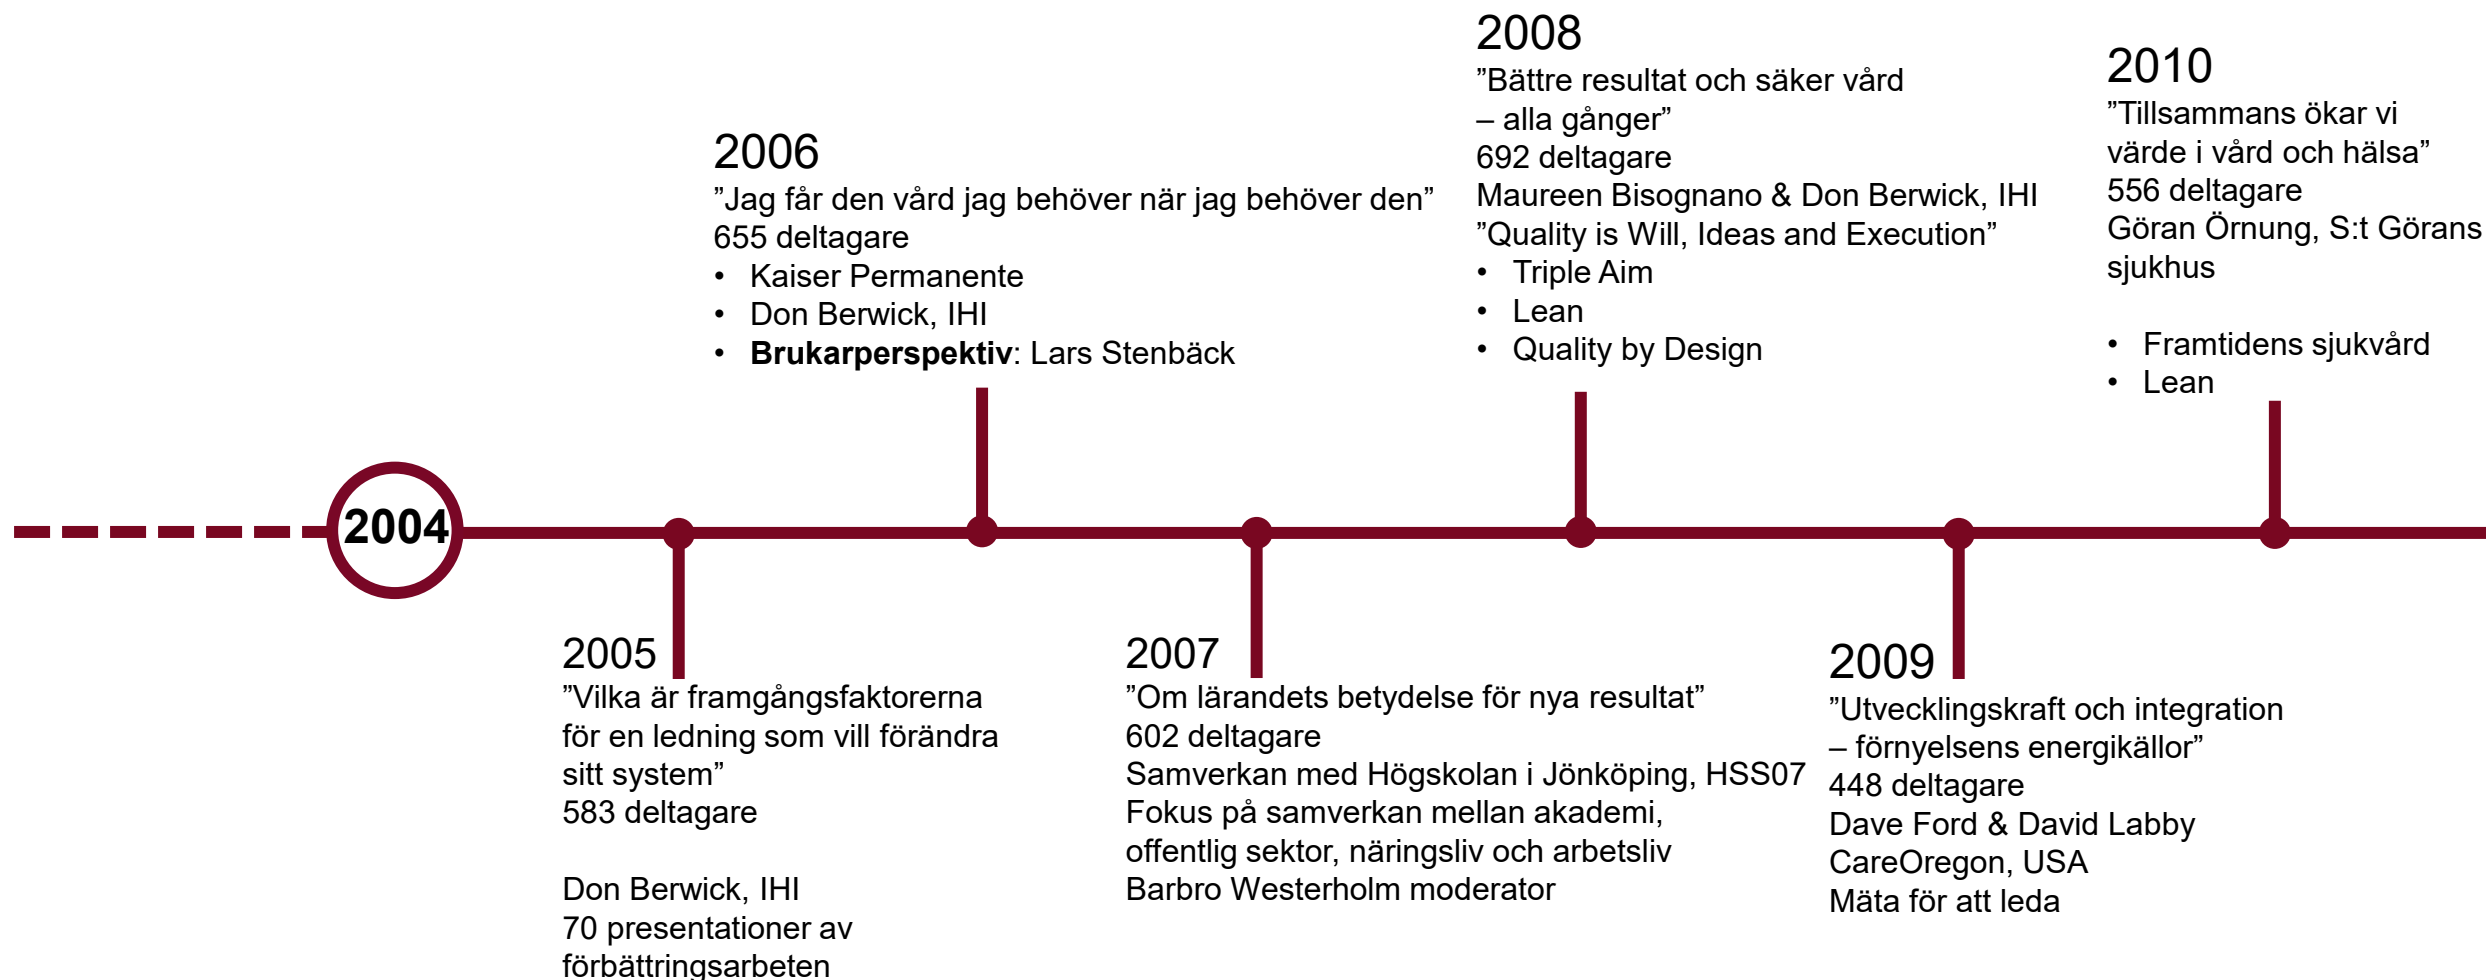 2004
2005
”Vilka är framgångsfaktorerna
för en ledning som vill förändra
sitt system”
583 deltagare
Don Berwick, IHI
70 presentationer av
förbättringsarbeten
2006
”Jag får den vård jag behöver när jag behöver den”
655 deltagare
• Kaiser Permanente
• Don Berwick, IHI
• Brukarperspektiv: Lars Stenbäck
2007
”Om lärandets betydelse för nya resultat”
602 deltagare
Samverkan med Högskolan i Jönköping, HSS07
Fokus på samverkan mellan akademi,
offentlig sektor, näringsliv och arbetsliv
Barbro Westerholm moderator
2008
”Bättre resultat och säker vård
– alla gånger”
692 deltagare
Maureen Bisognano & Don Berwick, IHI
”Quality is Will, Ideas and Execution”
• Triple Aim
• Lean
• Quality by Design
2009
”Utvecklingskraft och integration
– förnyelsens energikällor”
448 deltagare
Dave Ford & David Labby
CareOregon, USA
Mäta för att leda
2010
”Tillsammans ökar vi
värde i vård och hälsa”
556 deltagare
Göran Örnung, S:t Görans
sjukhus
• Framtidens sjukvård
• Lean